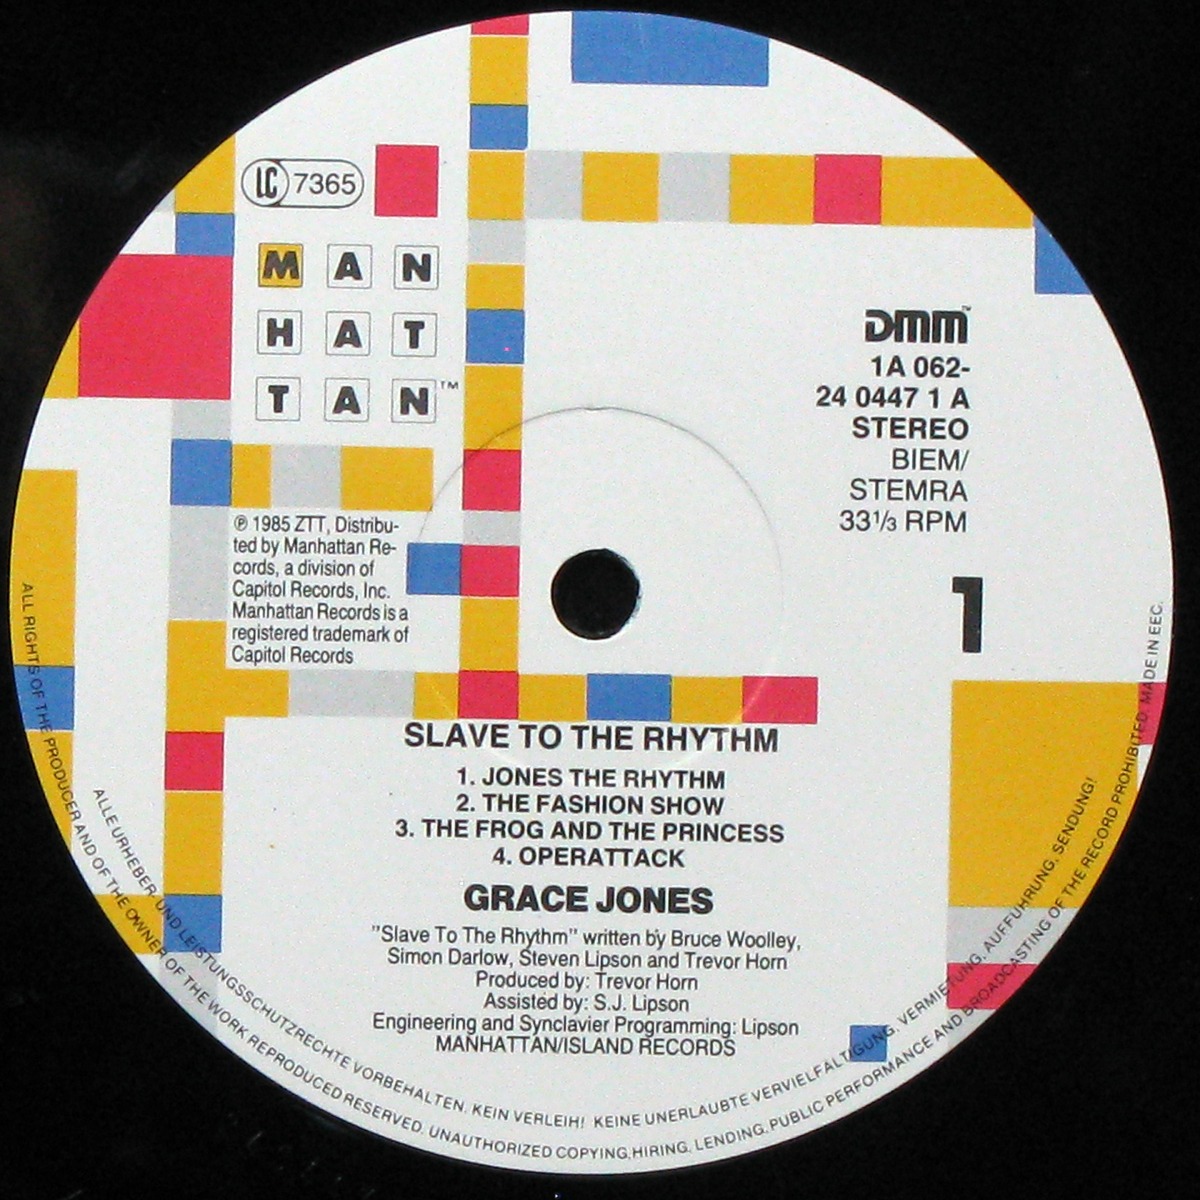 LC 7365
MAN
HAT
TAN™
DMM™
1A 062-
24 0447 1 A
STEREO
BIEM/
STEMRA
33⅓ RPM
1
℗ 1985 ZTT, Distribu-
ted by Manhattan Re-
cords, a division of
Capitol Records, Inc.
Manhattan Records is a
registered trademark of
Capitol Records
SLAVE TO THE RHYTHM
1. JONES THE RHYTHM
2. THE FASHION SHOW
3. THE FROG AND THE PRINCESS
4. OPERATTACK
GRACE JONES
"Slave To The Rhythm" written by Bruce Woolley,
Simon Darlow, Steven Lipson and Trevor Horn
Produced by: Trevor Horn
Assisted by: S.J. Lipson
Engineering and Synclavier Programming: Lipson
MANHATTAN/ISLAND RECORDS
ALLE URHEBER- UND LEISTUNGSSCHUTZRECHTE VORBEHALTEN. KEIN VERLEIH! KEINE UNERLAUBTE VERVIELFÄLTIGUNG, VERMIETUNG, AUFFÜHRUNG, SENDUNG!
ALL RIGHTS OF THE PRODUCER AND OF THE OWNER OF THE WORK REPRODUCED RESERVED. UNAUTHORIZED COPYING, HIRING, LENDING, PUBLIC PERFORMANCE AND BROADCASTING OF THE RECORD PROHIBITED. MADE IN EEC.